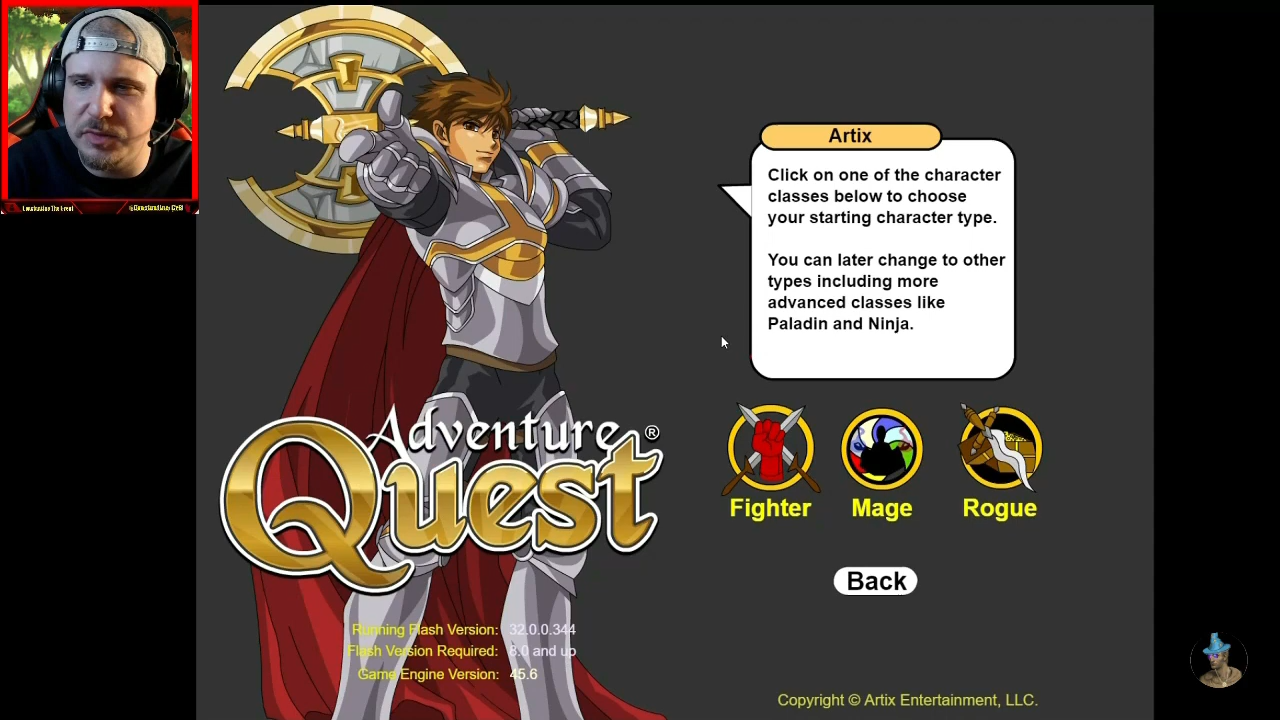 Artix
Click on one of the character
classes below to choose
your starting character type.
You can later change to other
types including more
advanced classes like
Paladin and Ninja.
Adventure ®
Quest
Fighter
Mage
Rogue
Back
Running Flash Version: 32.0.0.344
Flash Version Required: 8.0 and up
Game Engine Version: 45.6
Copyright © Artix Entertainment, LLC.